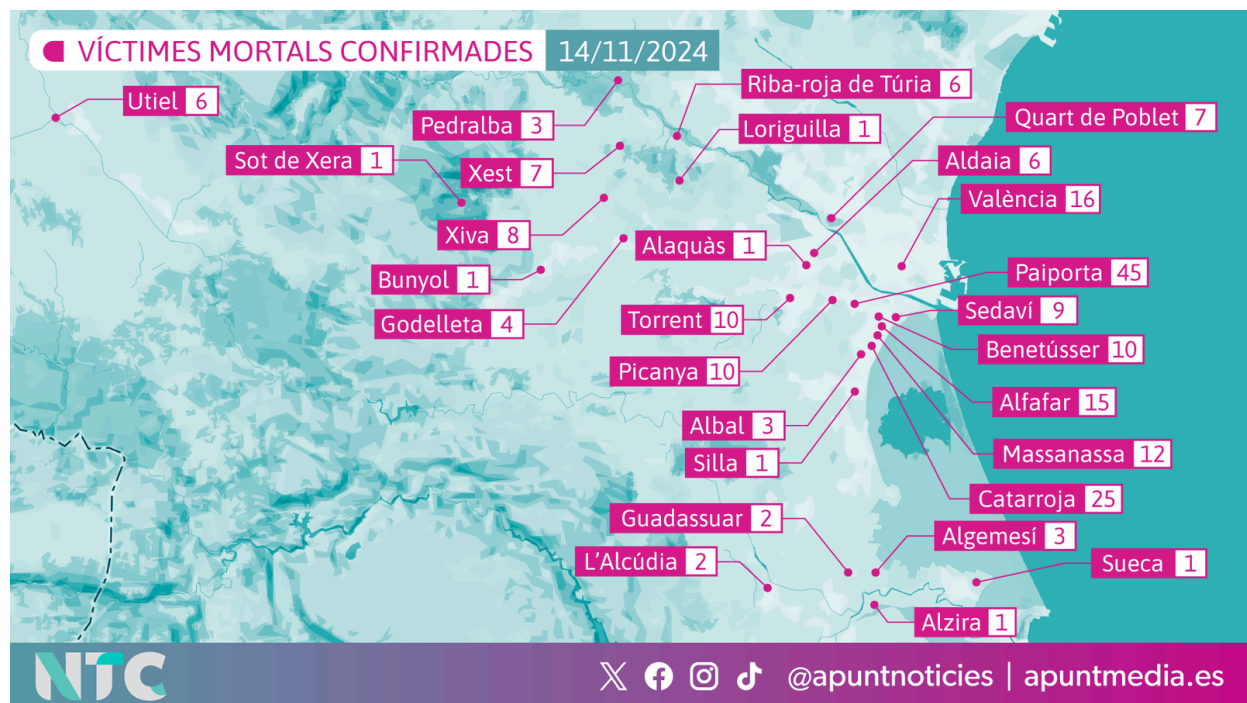 VÍCTIMES MORTALS CONFIRMADES 14/11/2024
Utiel 6
Riba-roja de Túria 6
Pedralba 3
Quart de Poblet 7
Loriguilla 1
Sot de Xera 1
Xest 7
Aldaia 6
València 16
Xiva 8
Alaquàs 1
Bunyol 1
Paiporta 45
Godelleta 4
Torrent 10
Sedaví 9
Benetússer 10
Picanya 10
Alfafar 15
Albal 3
Massanassa 12
Silla 1
Catarroja 25
Guadassuar 2
Algemesí 3
L'Alcúdia 2
Sueca 1
Alzira 1
NTC
@apuntnoticies | apuntmedia.es